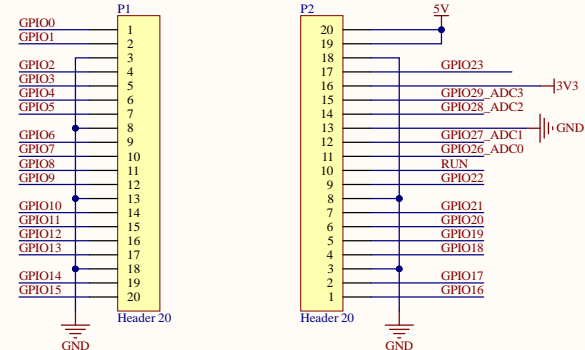 P1
GPIO0
1
GPIO1
2
3
GPIO2
4
GPIO3
5
GPIO4
6
GPIO5
7
8
GPIO6
9
GPIO7
10
GPIO8
11
GPIO9
12
13
GPIO10
14
GPIO11
15
GPIO12
16
GPIO13
17
18
GPIO14
19
GPIO15
20
Header 20
GND
P2
5V
20
19
18
17
GPIO23
16
3V3
15
GPIO29_ADC3
14
GPIO28_ADC2
13
GND
12
GPIO27_ADC1
11
GPIO26_ADC0
10
RUN
9
GPIO22
8
7
GPIO21
6
GPIO20
5
GPIO19
4
GPIO18
3
2
GPIO17
1
GPIO16
Header 20
GND